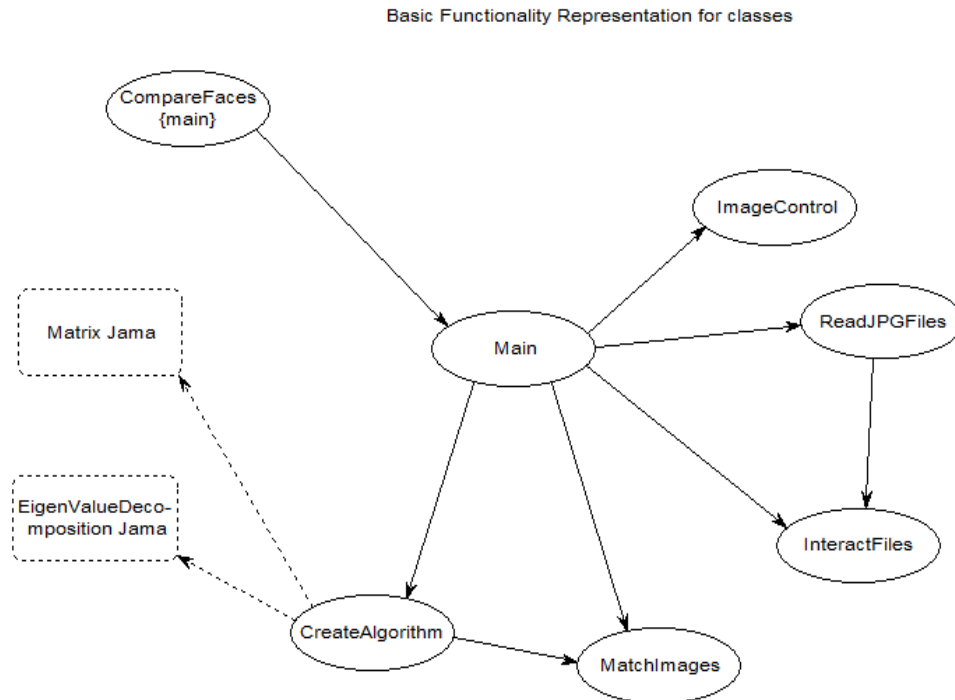 Basic Functionality Representation for classes
CompareFaces
{main}
ImageControl
Matrix Jama
Main
ReadJPGFiles
EigenValueDeco-
mposition Jama
InteractFiles
CreateAlgorithm
MatchImages